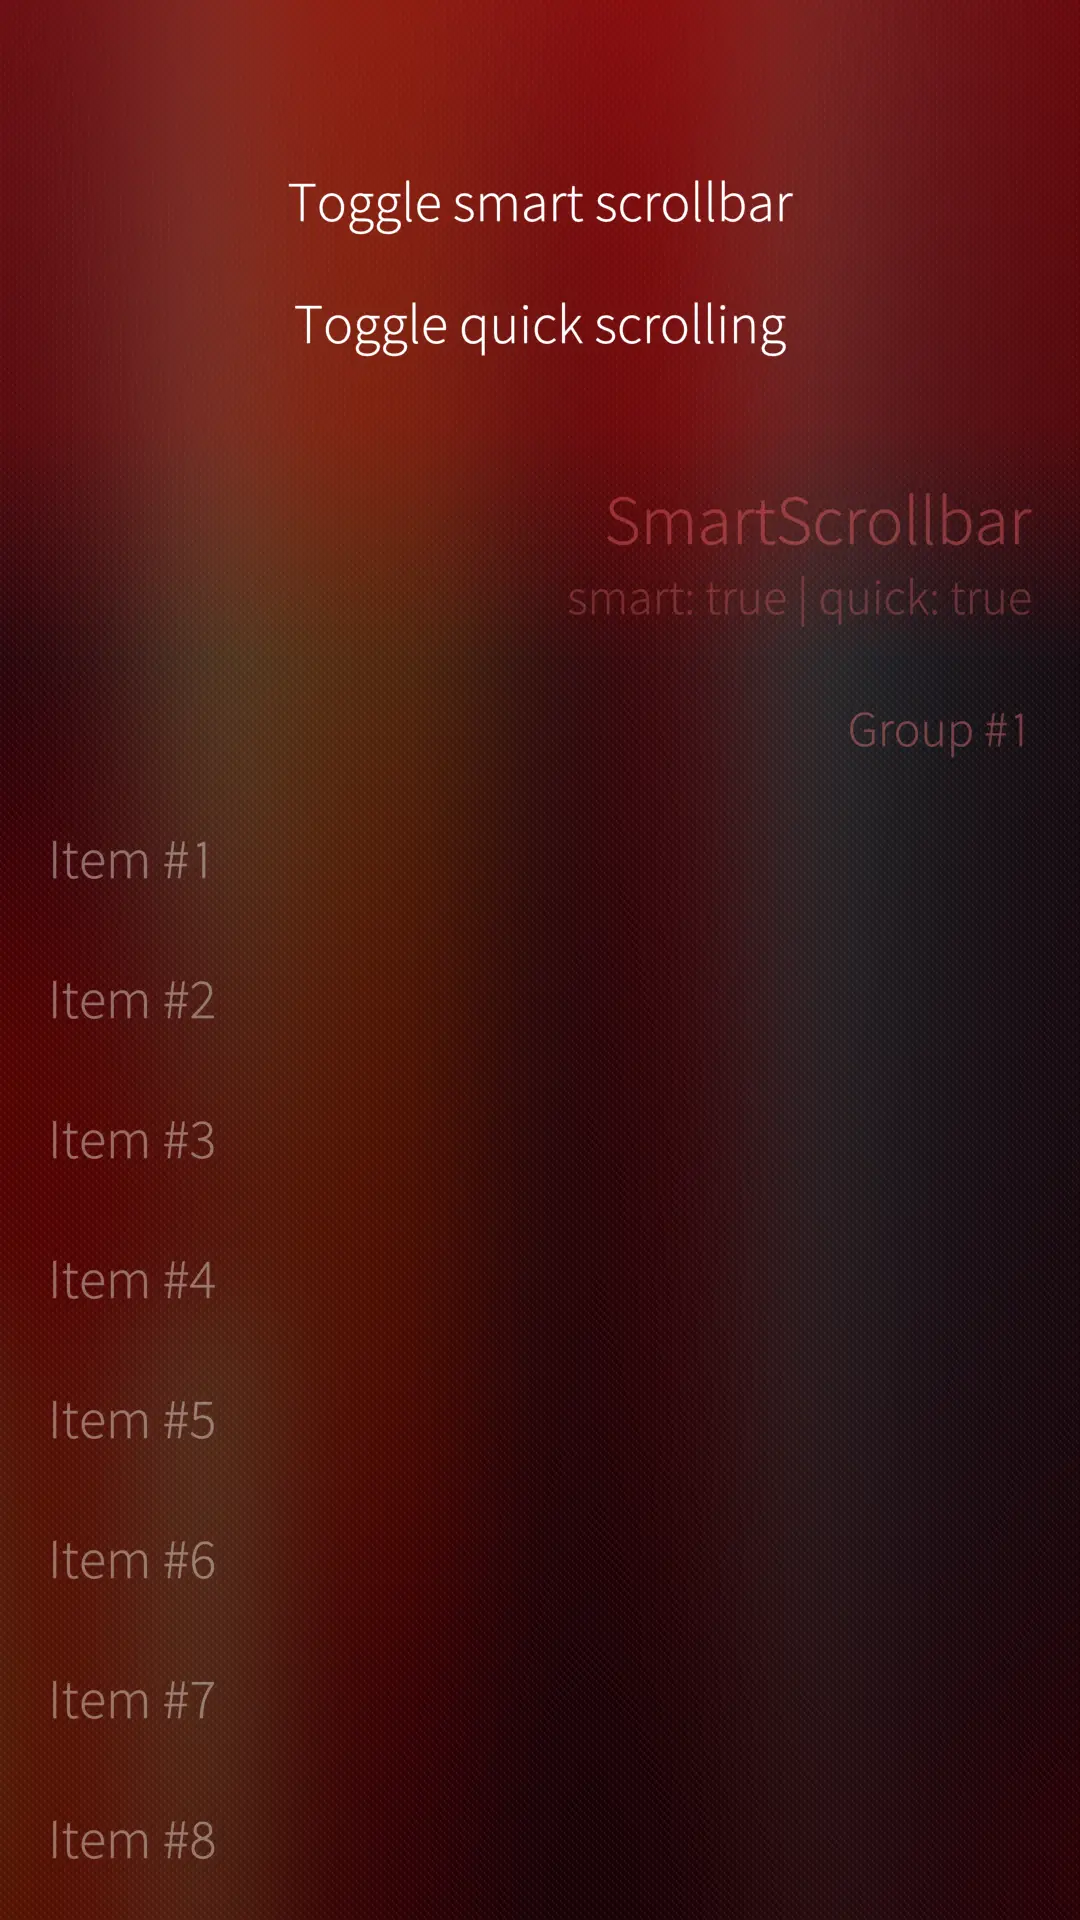 Toggle smart scrollbar
Toggle quick scrolling
SmartScrollbar
smart: true | quick: true
Group #1
Item #1
Item #2
Item #3
Item #4
Item #5
Item #6
Item #7
Item #8